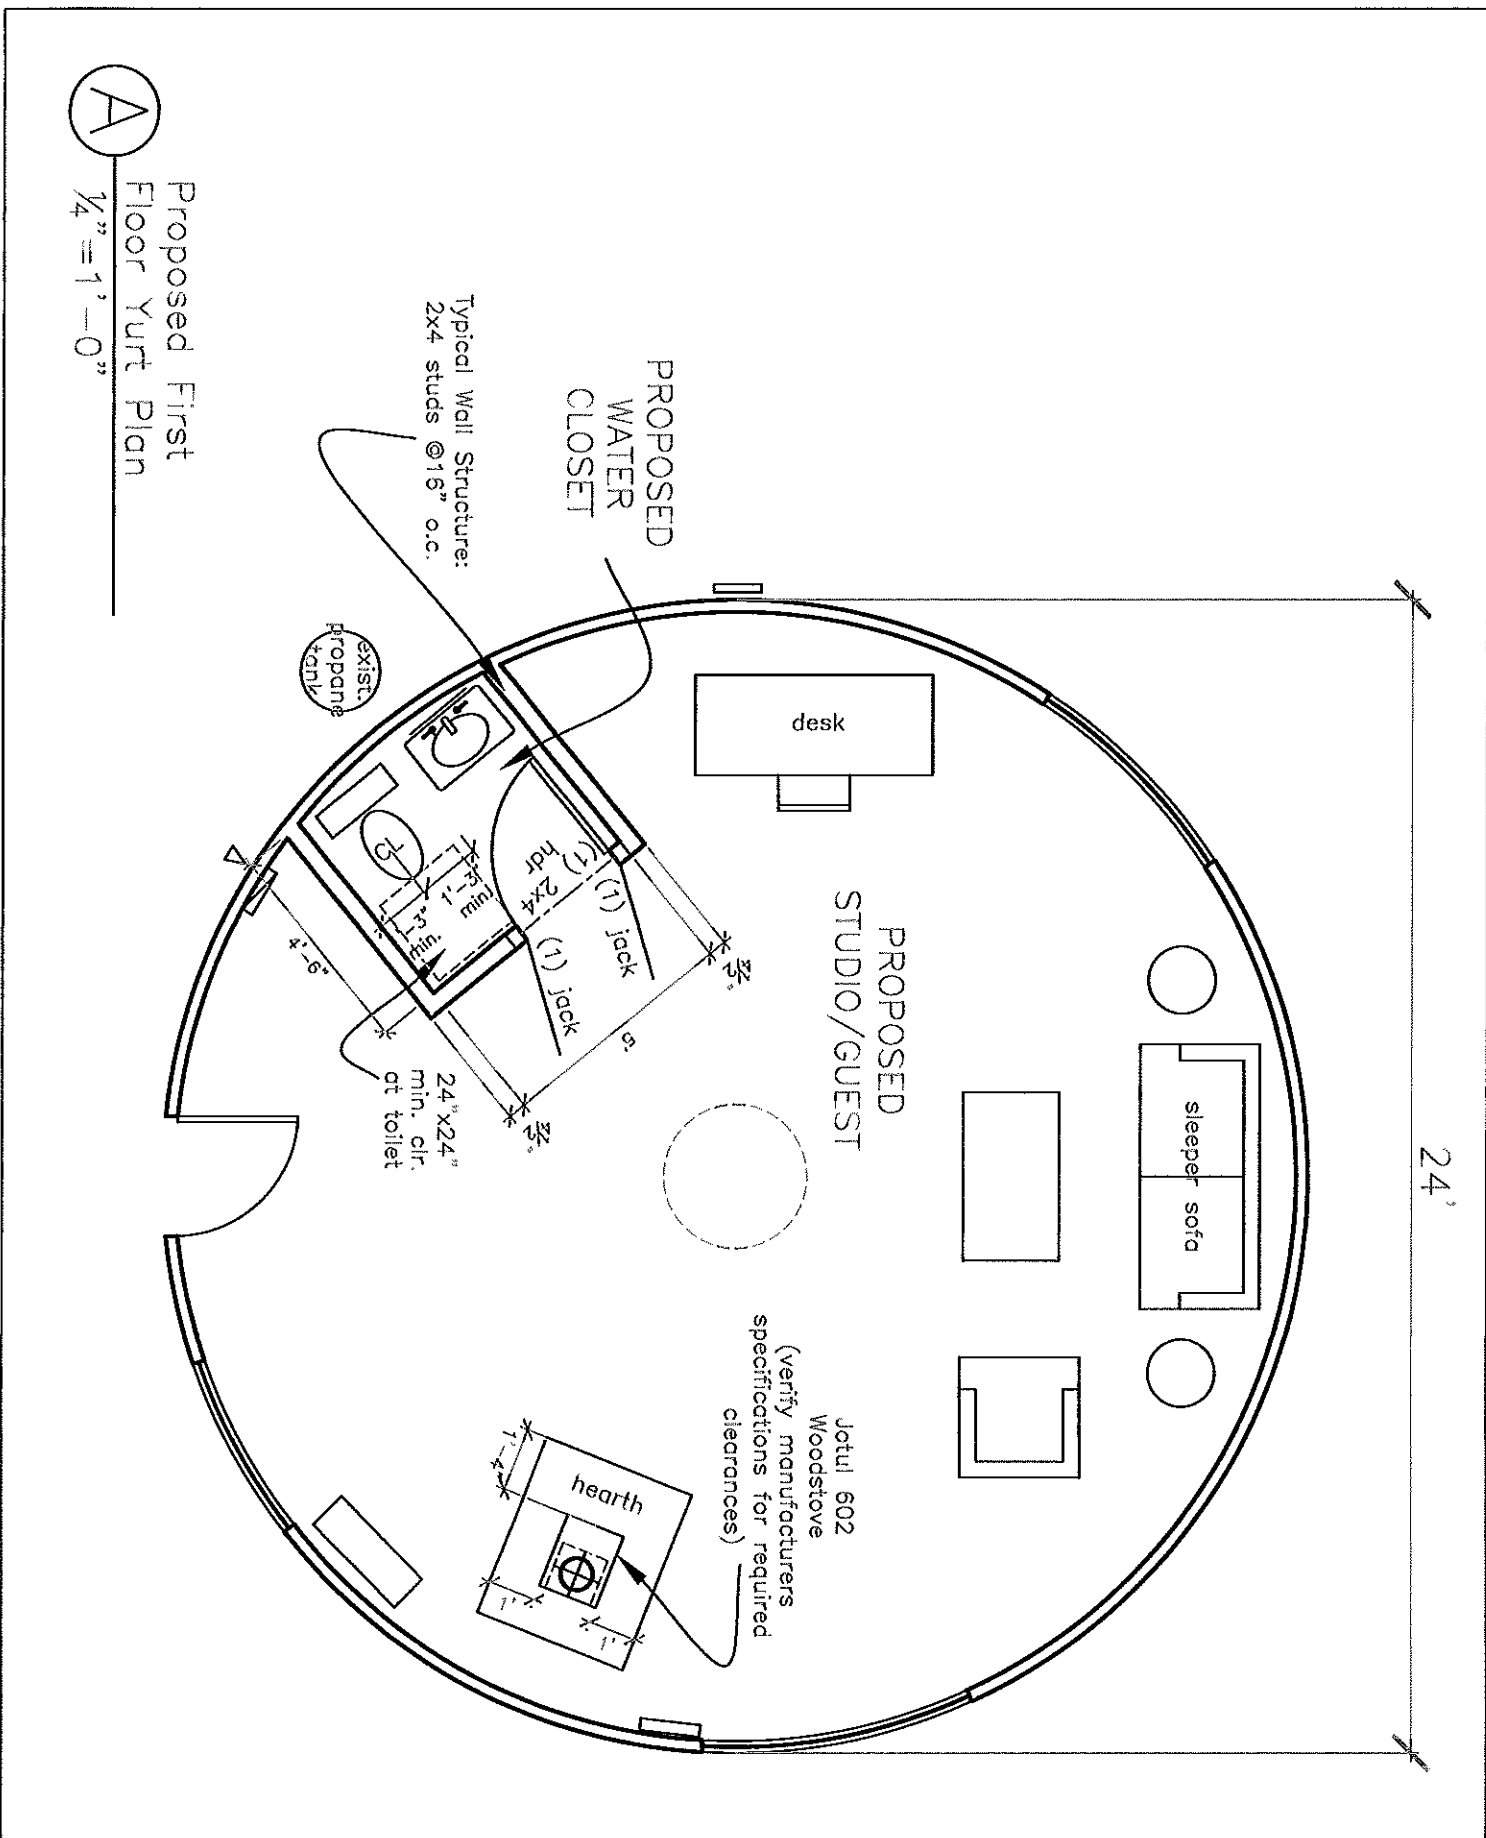 24'
sleeper sofa
desk
PROPOSED
STUDIO/GUEST
Jotul 602
Woodstove
(verify manufacturers
specifications for required
clearances)
hearth
1'-4"
1'
1'
PROPOSED
WATER
CLOSET
Typical Wall Structure:
2x4 studs @16" o.c.
exist.
propane
tank
(1) 2x4
hdr
(1) jack
(1) jack
CL
1'-3"
min.
1'-3"
min.
5'
4'-6"
24"x24"
min. clr.
at toilet
A
Proposed First
Floor Yurt Plan
1/4"=1'-0"